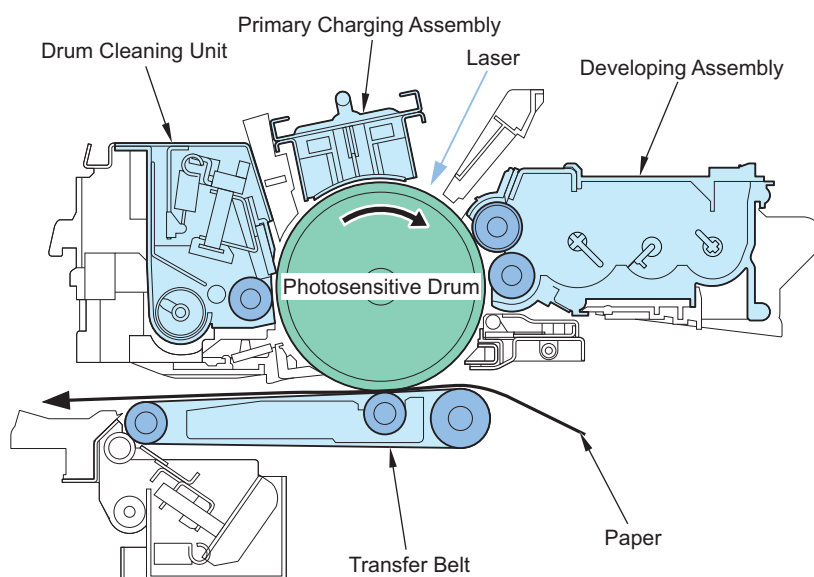 Primary Charging Assembly
Drum Cleaning Unit
Laser
Developing Assembly
Photosensitive Drum
Paper
Transfer Belt